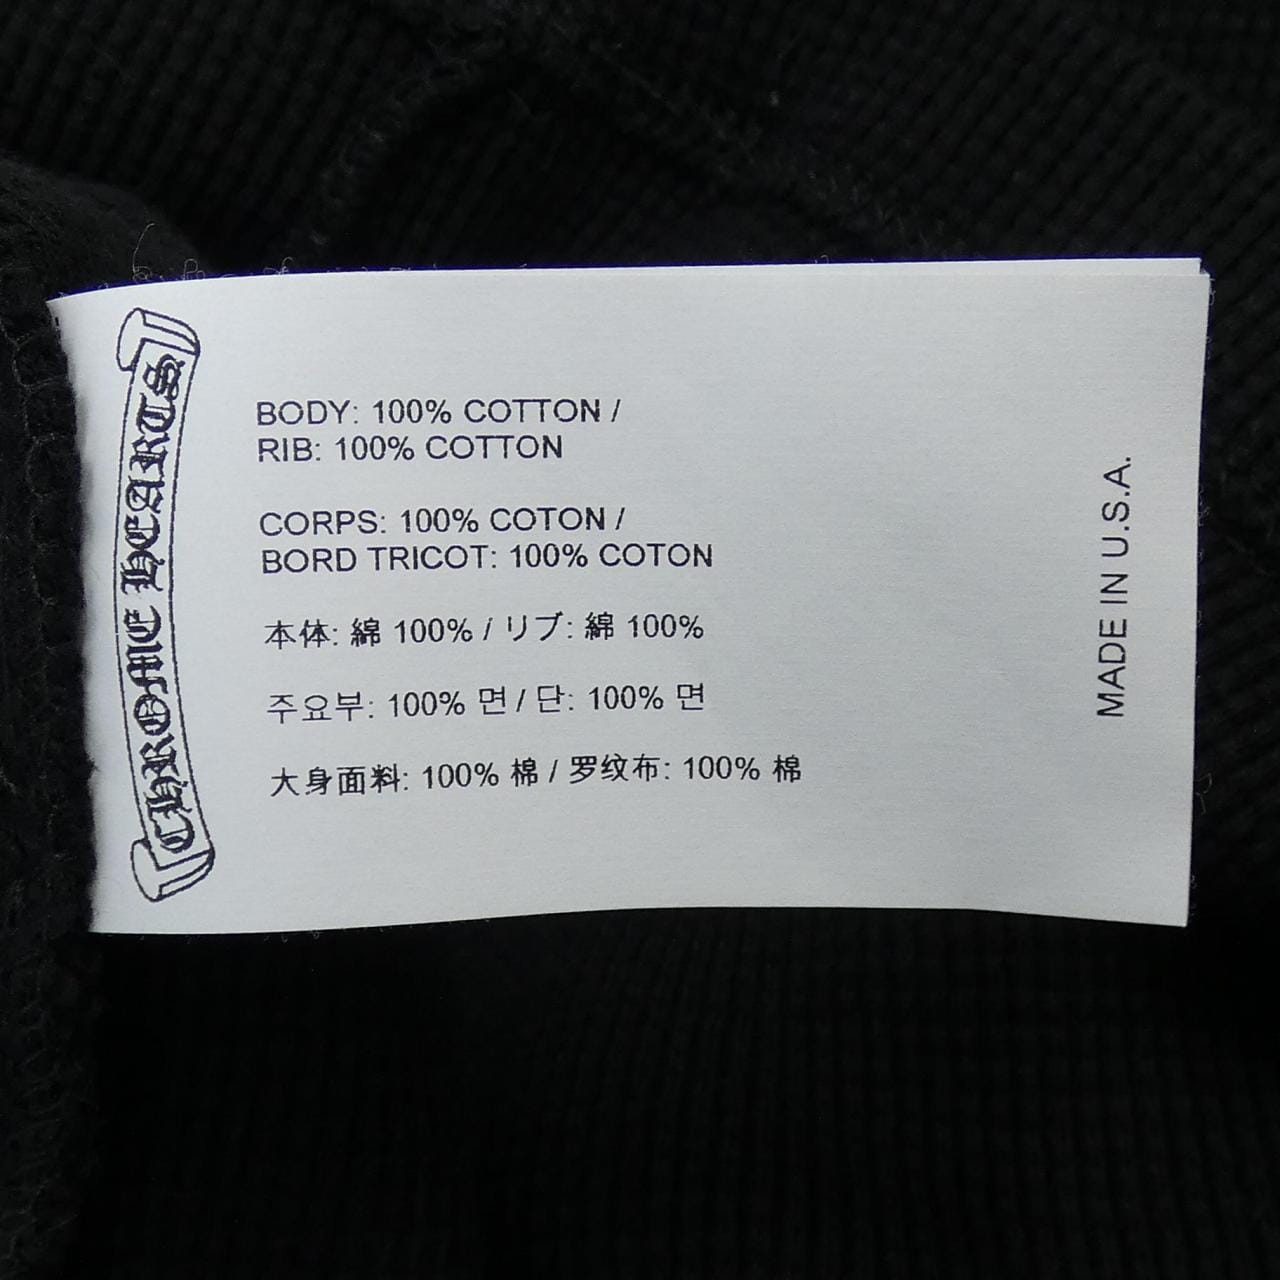 CHROME HEARTS
BODY: 100% COTTON /
RIB: 100% COTTON
CORPS: 100% COTON /
BORD TRICOT: 100% COTON
本体: 綿 100% / リブ: 綿 100%
주요부: 100% 면 / 단: 100% 면
大身面料: 100% 棉 / 罗纹布: 100% 棉
MADE IN U.S.A.